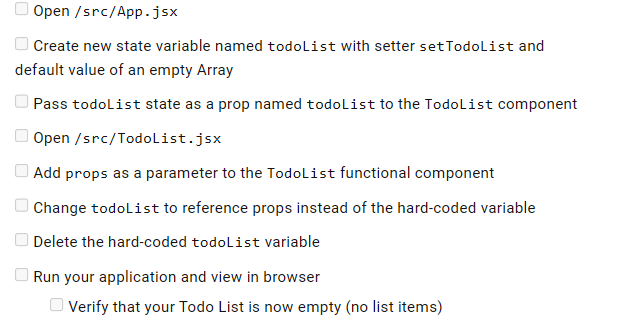 Open /src/App.jsx
Create new state variable named todoList with setter setTodoList and
default value of an empty Array
Pass todoList state as a prop named todoList to the TodoList component
Open /src/TodoList.jsx
Add props as a parameter to the TodoList functional component
Change todoList to reference props instead of the hard-coded variable
Delete the hard-coded todoList variable
Run your application and view in browser
Verify that your Todo List is now empty (no list items)